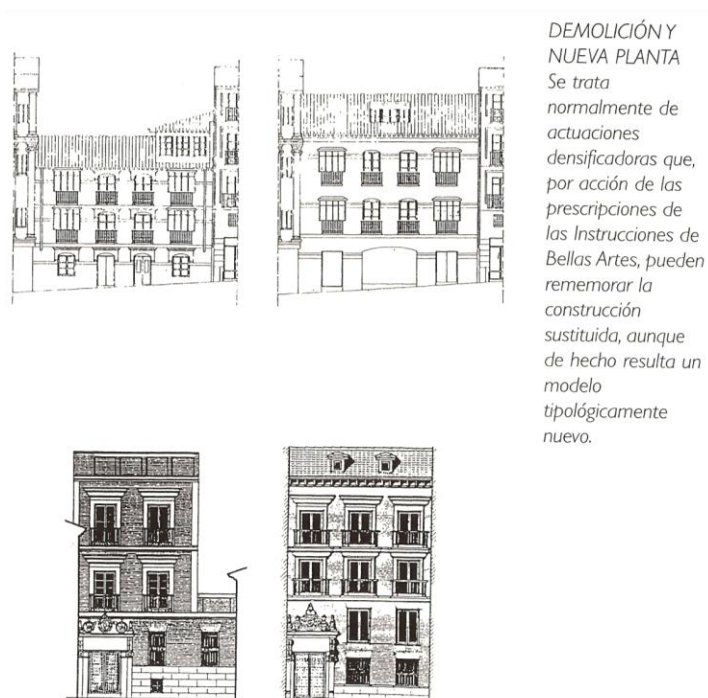 DEMOLICIÓN Y
NUEVA PLANTA
Se trata
normalmente de
actuaciones
densificadoras que,
por acción de las
prescripciones de
las Instrucciones de
Bellas Artes, pueden
rememorar la
construcción
sustituida, aunque
de hecho resulta un
modelo
tipológicamente
nuevo.